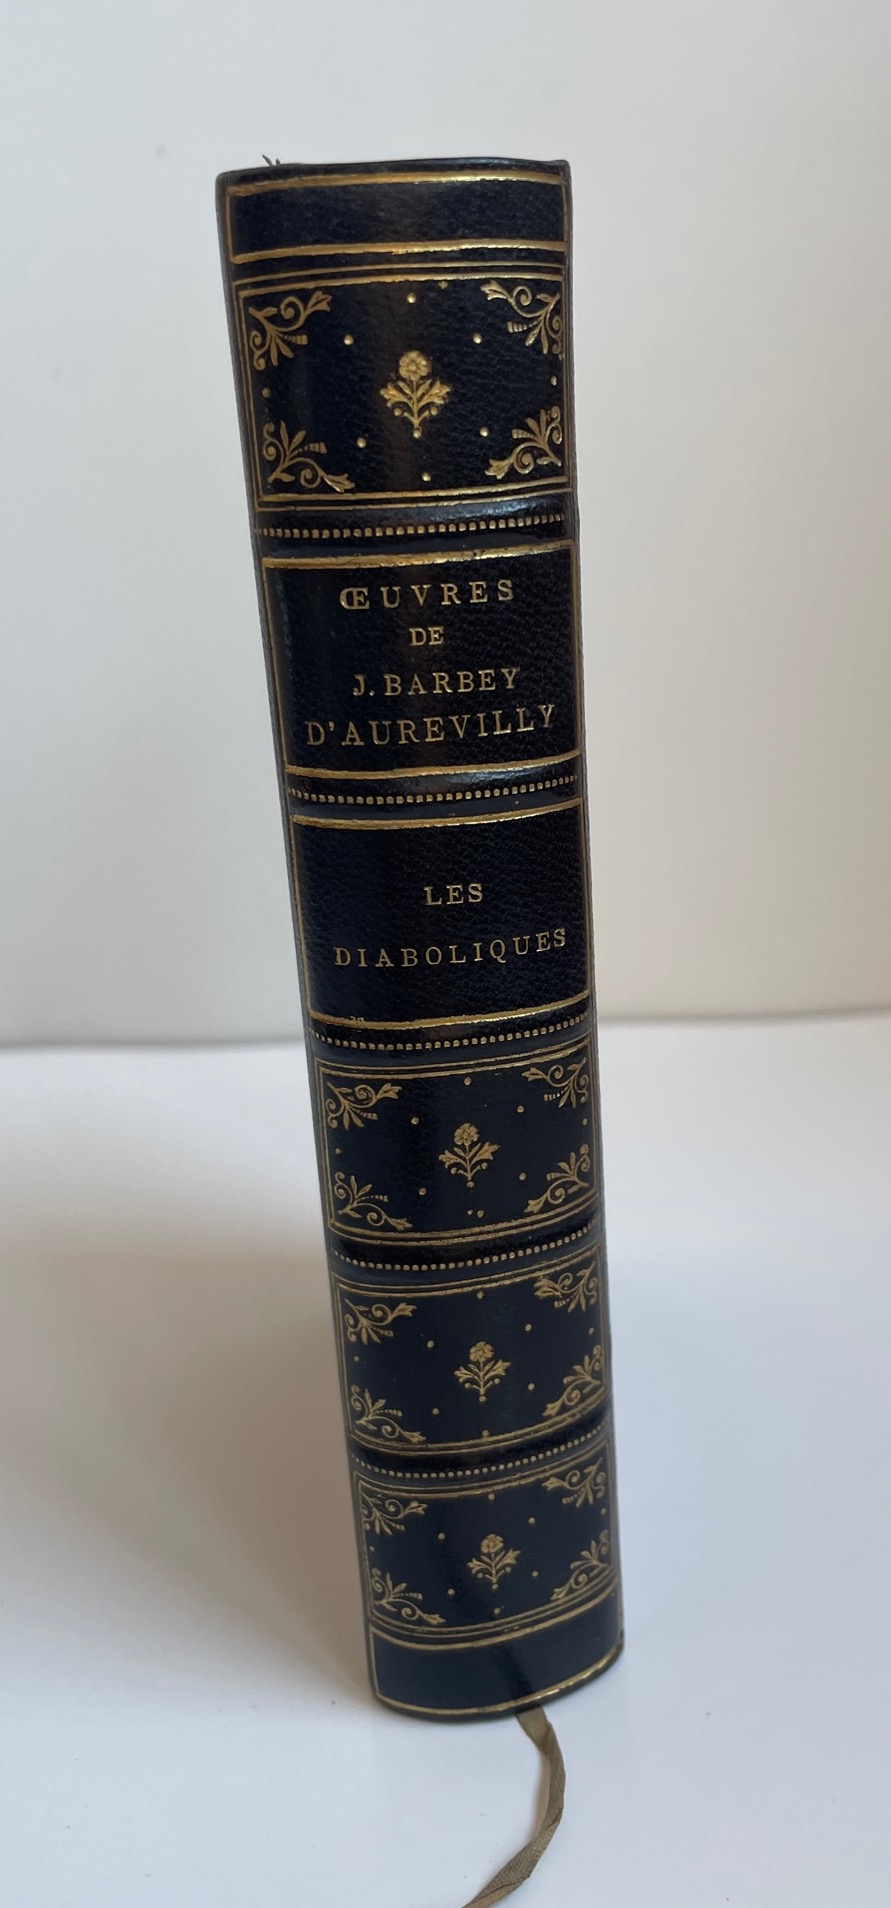 ŒUVRES
DE
J. BARBEY
D'AUREVILLY
LES
DIABOLIQUES